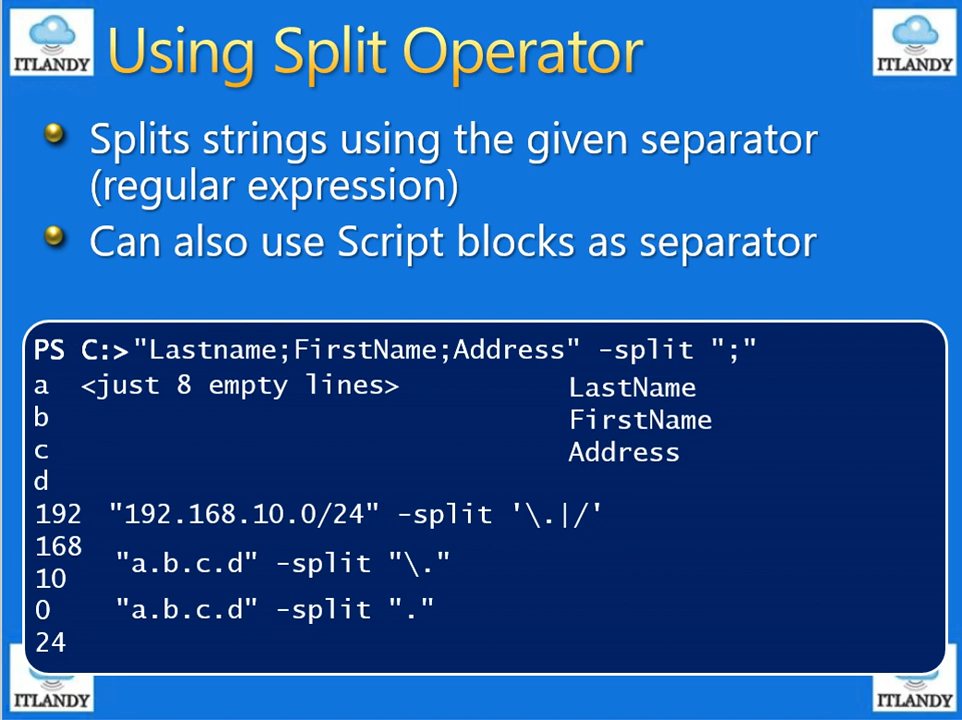 ITLANDY
Using Split Operator
ITLANDY
Splits strings using the given separator
(regular expression)
Can also use Script blocks as separator
PS C:>"Lastname;FirstName;Address" -split ";"
a <just 8 empty lines>
LastName
b
FirstName
c
Address
d
192 "192.168.10.0/24" -split '\.|/'
168
"a.b.c.d" -split "\."
10
0 "a.b.c.d" -split "."
24
ITLANDY
ITLANDY